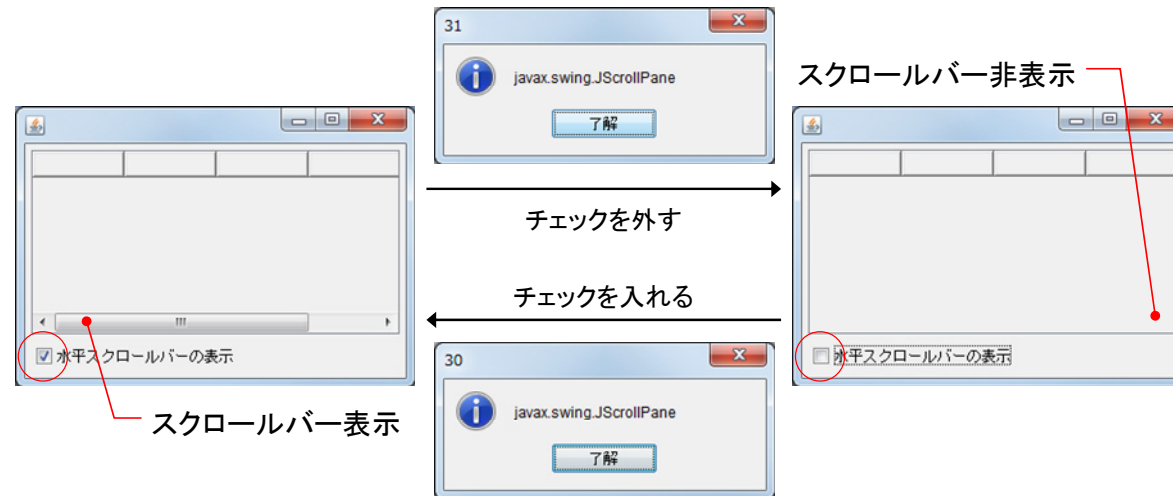 31
javax.swing.JScrollPane
了解
スクロールバー非表示
チェックを外す
チェックを入れる
水平スクロールバーの表示
水平スクロールバーの表示
スクロールバー表示
30
javax.swing.JScrollPane
了解